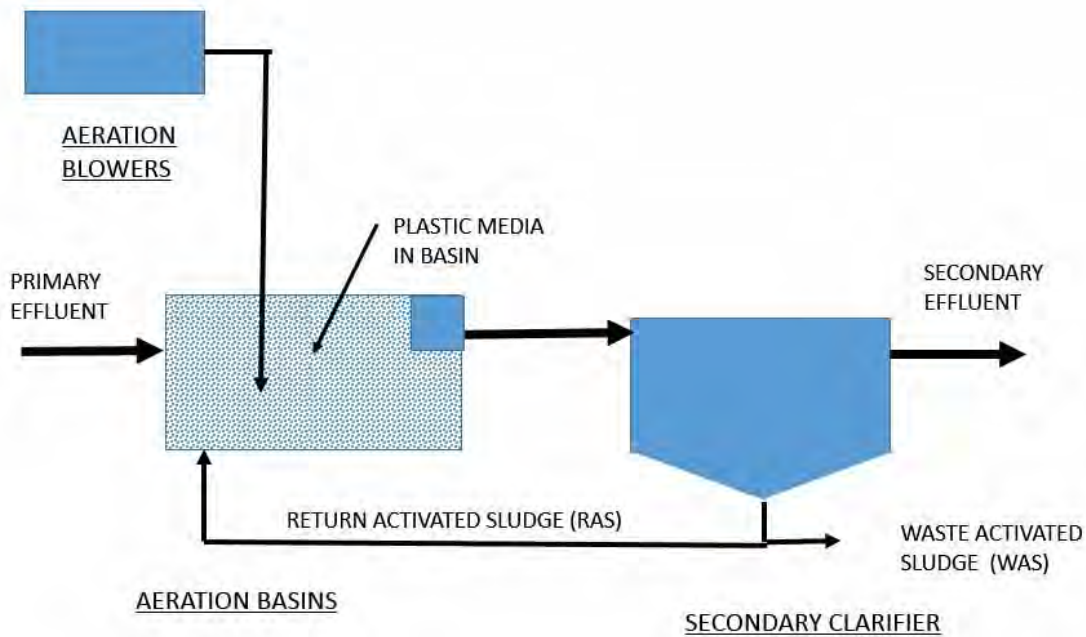 AERATION
BLOWERS
PLASTIC MEDIA
IN BASIN
PRIMARY
EFFLUENT
SECONDARY
EFFLUENT
RETURN ACTIVATED SLUDGE (RAS)
WASTE ACTIVATED
SLUDGE (WAS)
AERATION BASINS
SECONDARY CLARIFIER